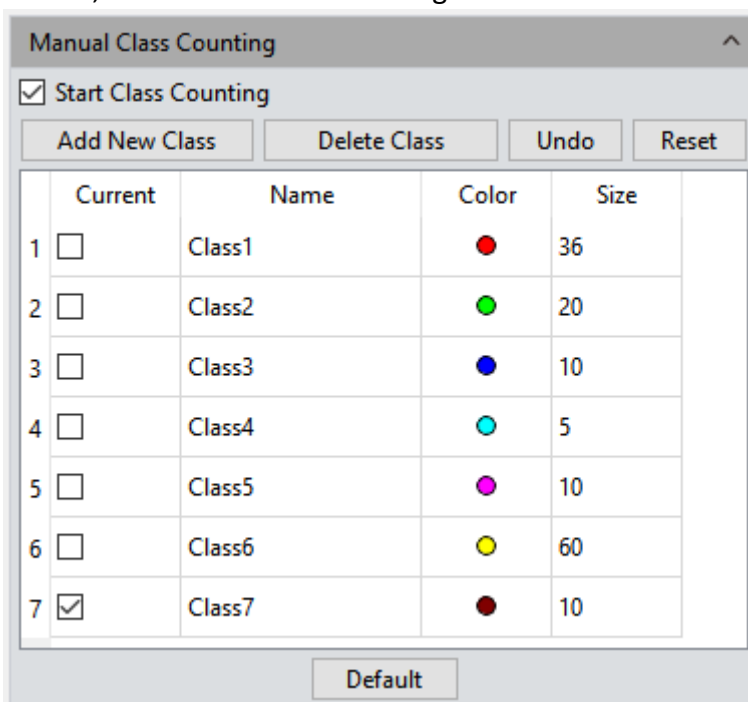 Manual Class Counting
Start Class Counting
Add New Class Delete Class Undo Reset
Current Name Color Size
1 Class1 36
2 Class2 20
3 Class3 10
4 Class4 5
5 Class5 10
6 Class6 60
7 Class7 10
Default